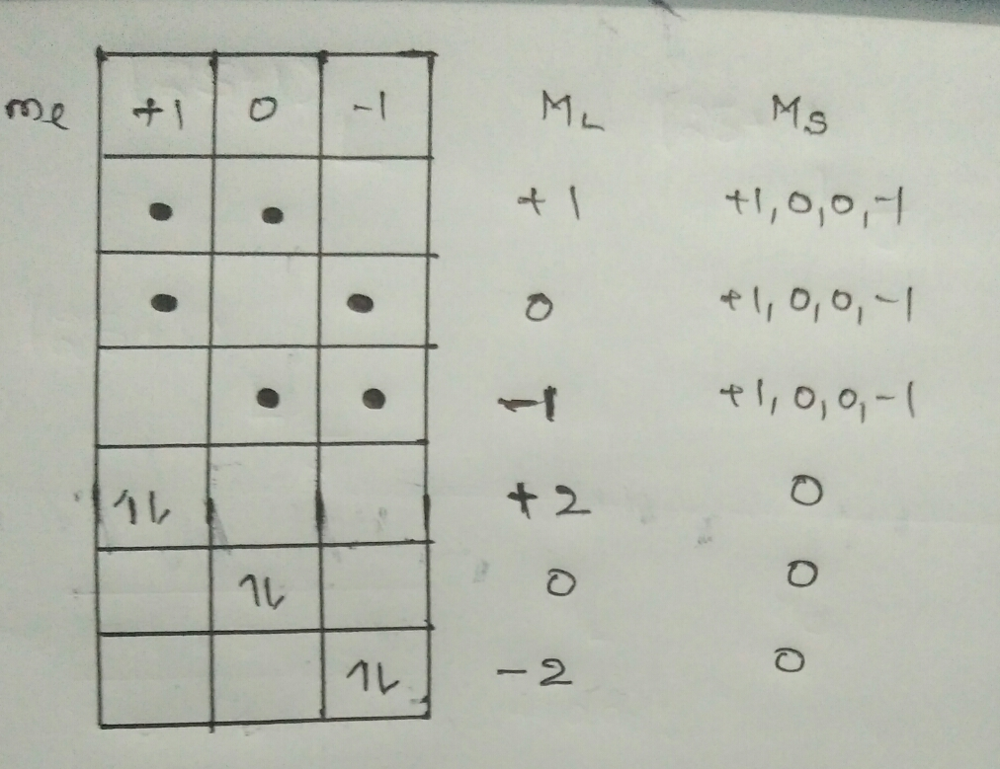 me +1 0 -1 ML MS
• • +1 +1,0,0,-1
• • 0 +1,0,0,-1
• • -1 +1,0,0,-1
↿⇂ +2 0
↿⇂ 0 0
↿⇂ -2 0